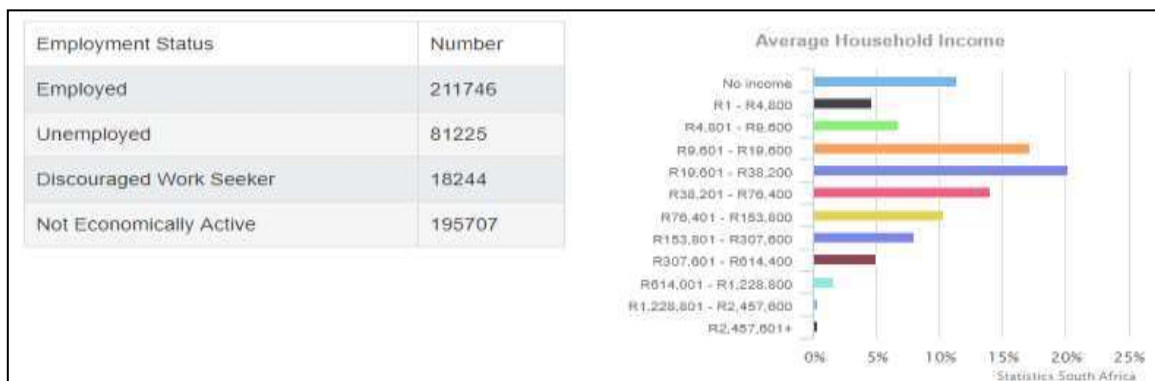 Employment Status Number
Employed 211746
Unemployed 81225
Discouraged Work Seeker 18244
Not Economically Active 195707
Average Household Income
No income
R1 - R4,800
R4,801 - R9,600
R9,601 - R19,600
R19,601 - R38,200
R38,201 - R76,400
R76,401 - R153,800
R153,801 - R307,600
R307,601 - R614,400
R614,001 - R1,228,800
R1,228,801 - R2,457,600
R2,457,601+
0% 5% 10% 15% 20% 25%
Statistics South Africa